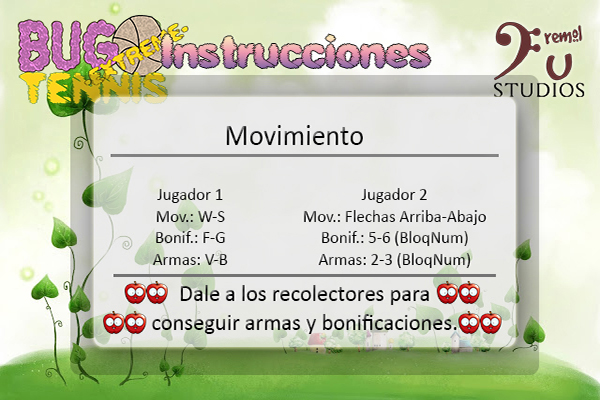 BUG
EXTREME:
TENNIS
Instrucciones
Fremol
STUDIOS
Movimiento
Jugador 1
Mov.: W-S
Bonif.: F-G
Armas: V-B
Jugador 2
Mov.: Flechas Arriba-Abajo
Bonif.: 5-6 (BloqNum)
Armas: 2-3 (BloqNum)
Dale a los recolectores para
conseguir armas y bonificaciones.